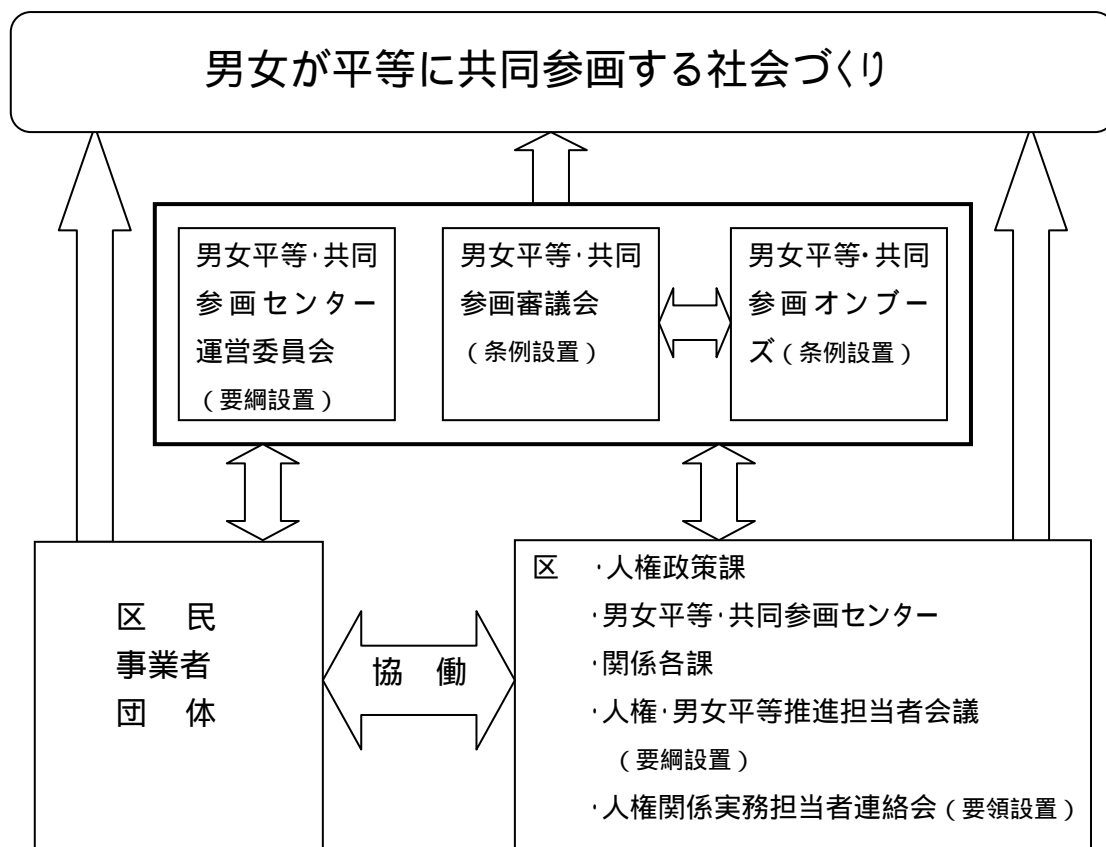 男女が平等に共同参画する社会づくり
男女平等・共同
参画センター
運営委員会
（要綱設置）
男女平等・共同
参画審議会
（条例設置）
男女平等・共同
参画オンブー
ズ（条例設置）
区　民
事業者
団　体
協　働
区　・人権政策課
・男女平等・共同参画センター
・関係各課
・人権・男女平等推進担当者会議
（要綱設置）
・人権関係実務担当者連絡会（要領設置）